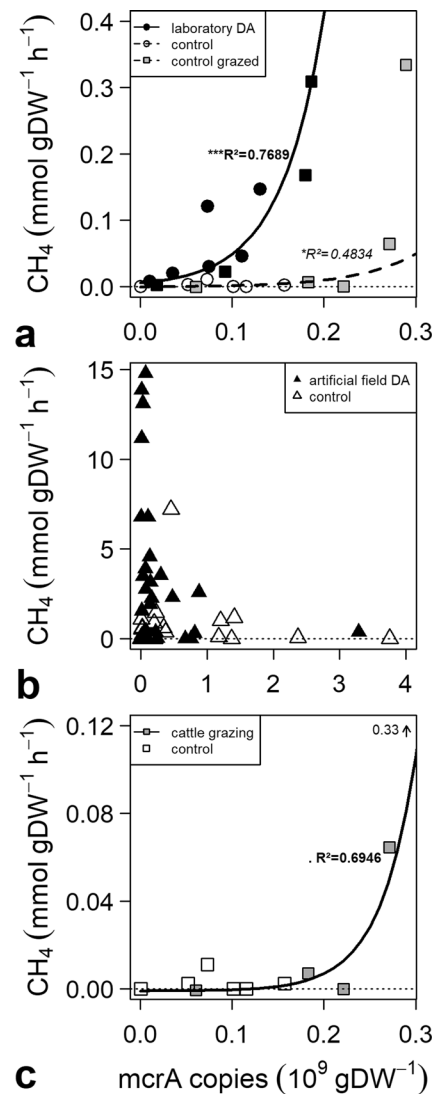 laboratory DA
control
control grazed
***R²=0.7689
*R²=0.4834
CH₄ (mmol gDW⁻¹ h⁻¹)
0.4
0.3
0.2
0.1
0.0
0.0 0.1 0.2 0.3
a
artificial field DA
control
CH₄ (mmol gDW⁻¹ h⁻¹)
15
10
5
0
0 1 2 3 4
b
cattle grazing
control
0.33
. R²=0.6946
CH₄ (mmol gDW⁻¹ h⁻¹)
0.12
0.08
0.04
0.00
0.0 0.1 0.2 0.3
c
mcrA copies (10⁹ gDW⁻¹)